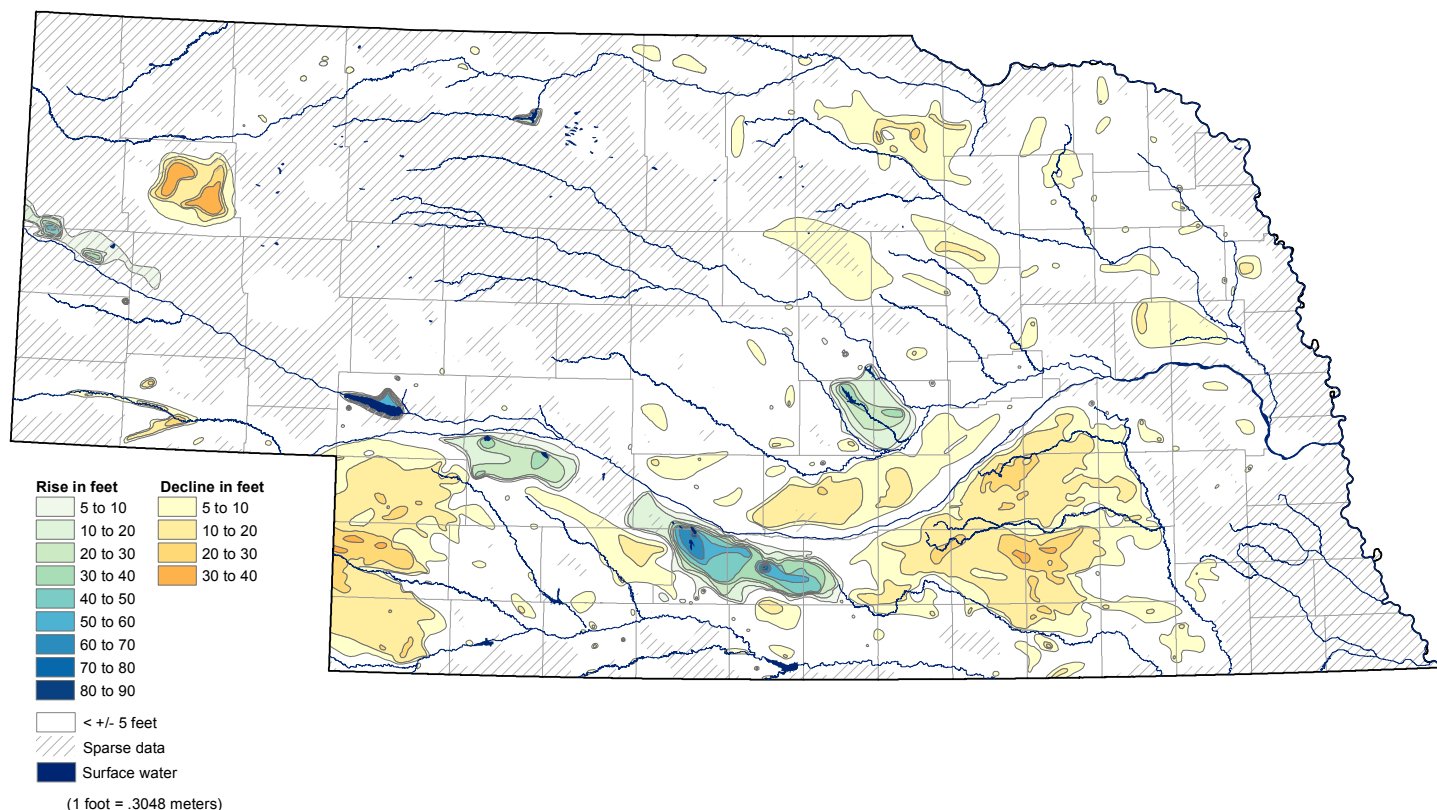 Rise in feet
5 to 10
10 to 20
20 to 30
30 to 40
40 to 50
50 to 60
60 to 70
70 to 80
80 to 90
Decline in feet
5 to 10
10 to 20
20 to 30
30 to 40
< +/- 5 feet
Sparse data
Surface water
(1 foot = .3048 meters)